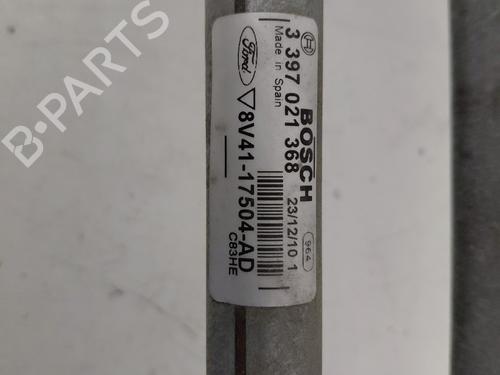 3 397 021 368
Made in Spain
BOSCH
23/12/10 1
964
Ford
8V41-17504-AD
C83HE
B-PARTS